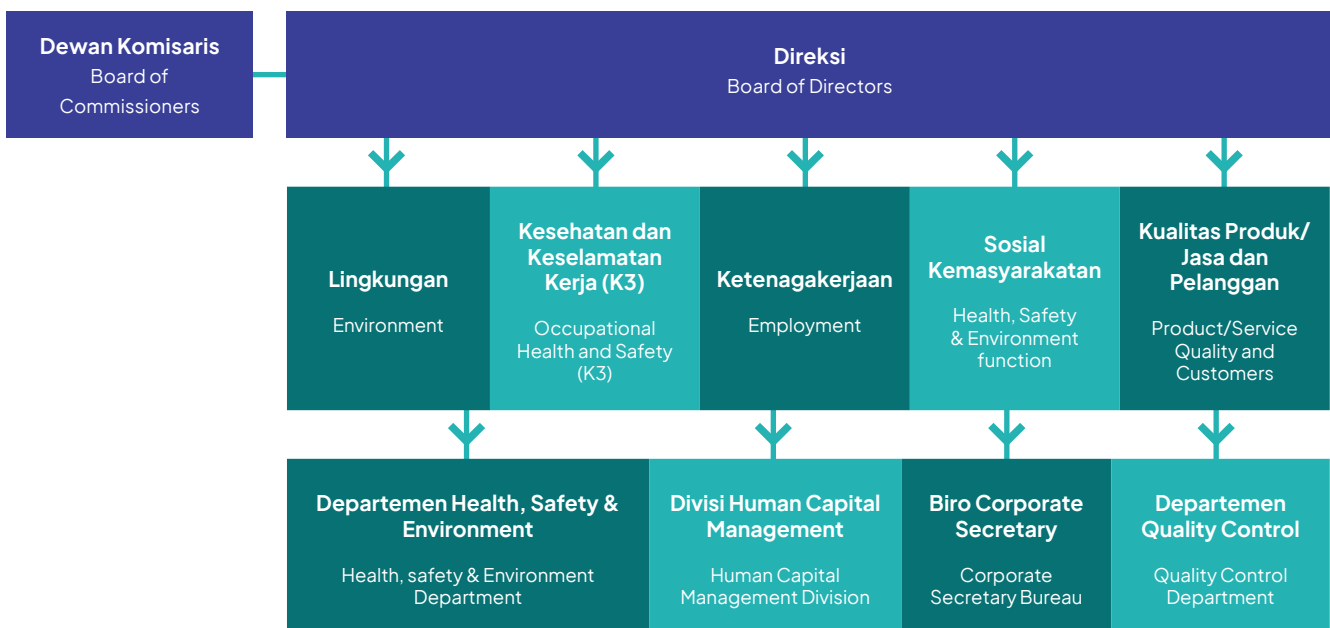 Dewan Komisaris
Board of
Commissioners
Direksi
Board of Directors
Lingkungan
Environment
Kesehatan dan
Keselamatan
Kerja (K3)
Occupational
Health and Safety
(K3)
Ketenagakerjaan
Employment
Sosial
Kemasyarakatan
Health, Safety
& Environment
function
Kualitas Produk/
Jasa dan
Pelanggan
Product/Service
Quality and
Customers
Departemen Health, Safety &
Environment
Health, safety & Environment
Department
Divisi Human Capital
Management
Human Capital
Management Division
Biro Corporate
Secretary
Corporate
Secretary Bureau
Departemen
Quality Control
Quality Control
Department